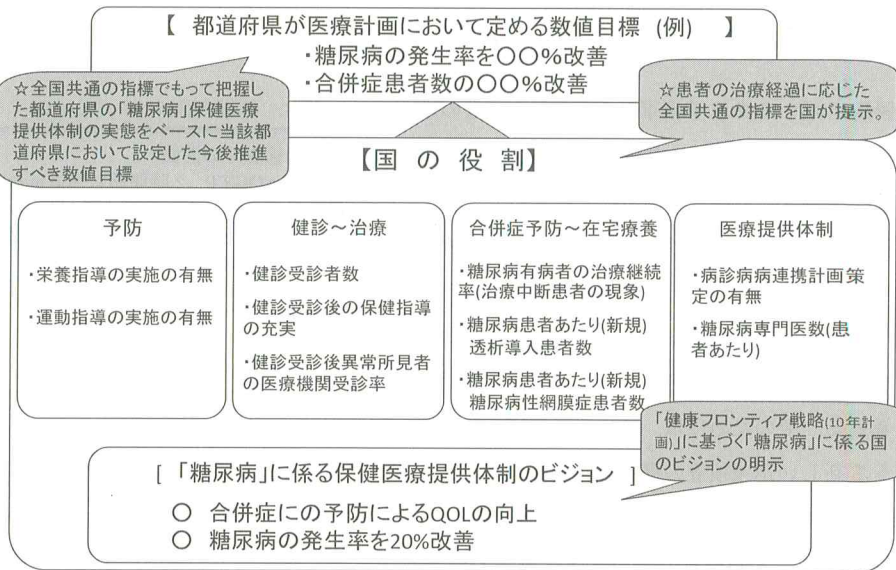 【 都道府県が医療計画において定める数値目標 (例) 】
・糖尿病の発生率を〇〇%改善
・合併症患者数の〇〇%改善
☆全国共通の指標でもって把握し
た都道府県の「糖尿病」保健医療
提供体制の実態をベースに当該都
道府県において設定した今後推進
すべき数値目標
☆患者の治療経過に応じた
全国共通の指標を国が提示。
【国 の 役 割】
予防
・栄養指導の実施の有無
・運動指導の実施の有無
健診～治療
・健診受診者数
・健診受診後の保健指導
の充実
・健診受診後異常所見者
の医療機関受診率
合併症予防～在宅療養
・糖尿病有病者の治療継続
率(治療中断患者の現象)
・糖尿病患者あたり(新規)
透析導入患者数
・糖尿病患者あたり(新規)
糖尿病性網膜症患者数
医療提供体制
・病診病病連携計画策
定の有無
・糖尿病専門医数(患
者あたり)
「健康フロンティア戦略(10年計
画)」に基づく「糖尿病」に係る国
のビジョンの明示
[ 「糖尿病」に係る保健医療提供体制のビジョン ]
〇 合併症にの予防によるQOLの向上
〇 糖尿病の発生率を20%改善